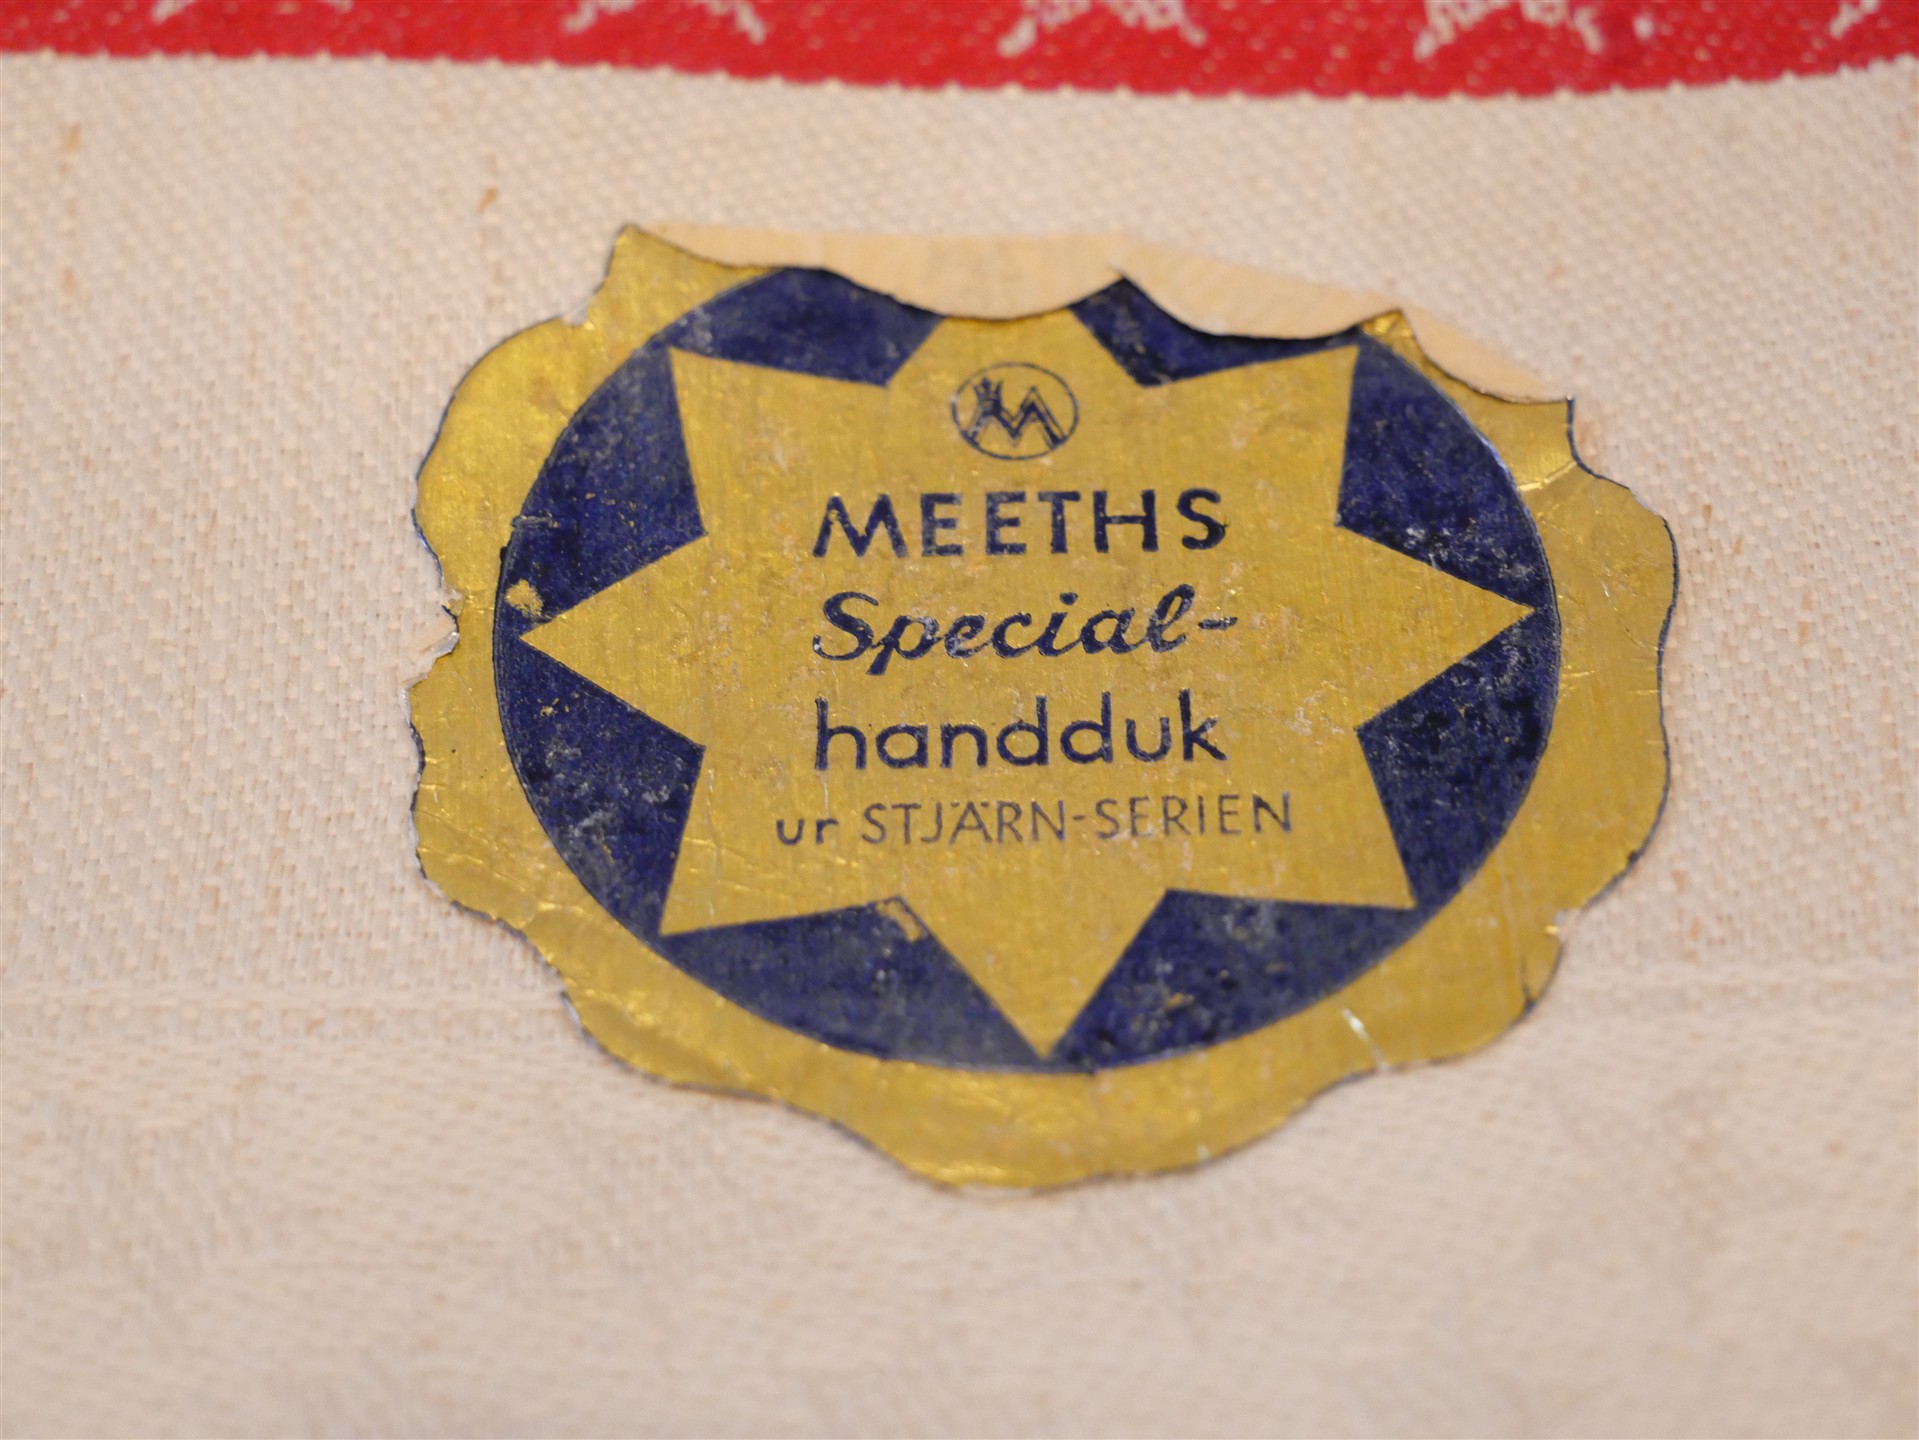 M
MEETHS
Special-
handduk
ur STJÄRN-SERIEN